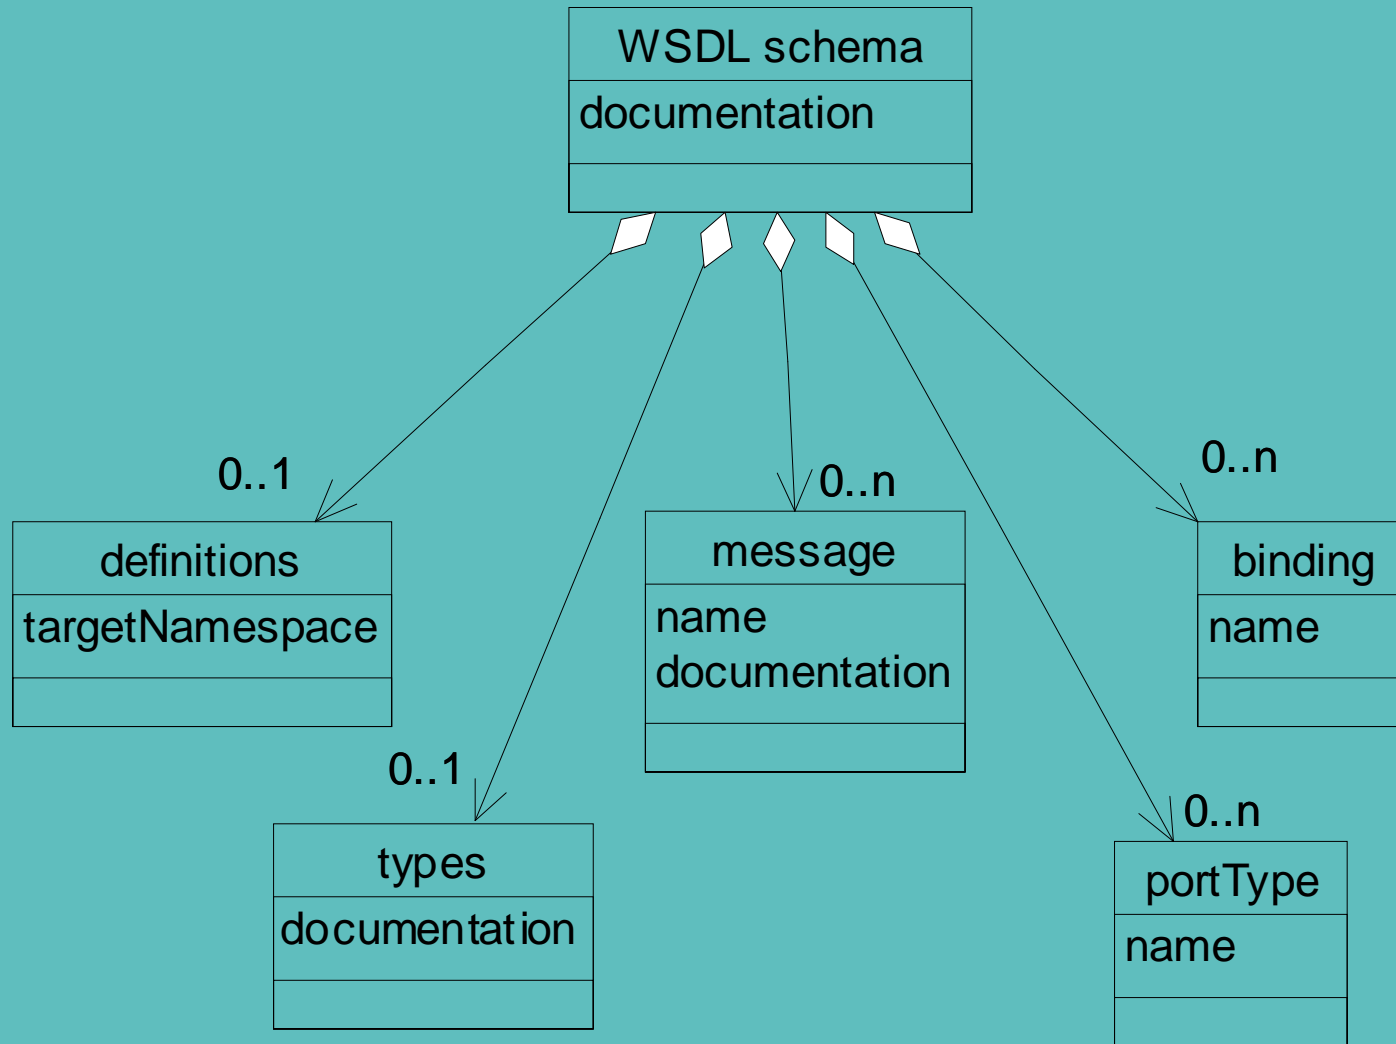 WSDL schema
documentation
0..1
0..n
0..n
definitions
targetNamespace
message
name
documentation
binding
name
0..1
0..n
types
documentation
portType
name